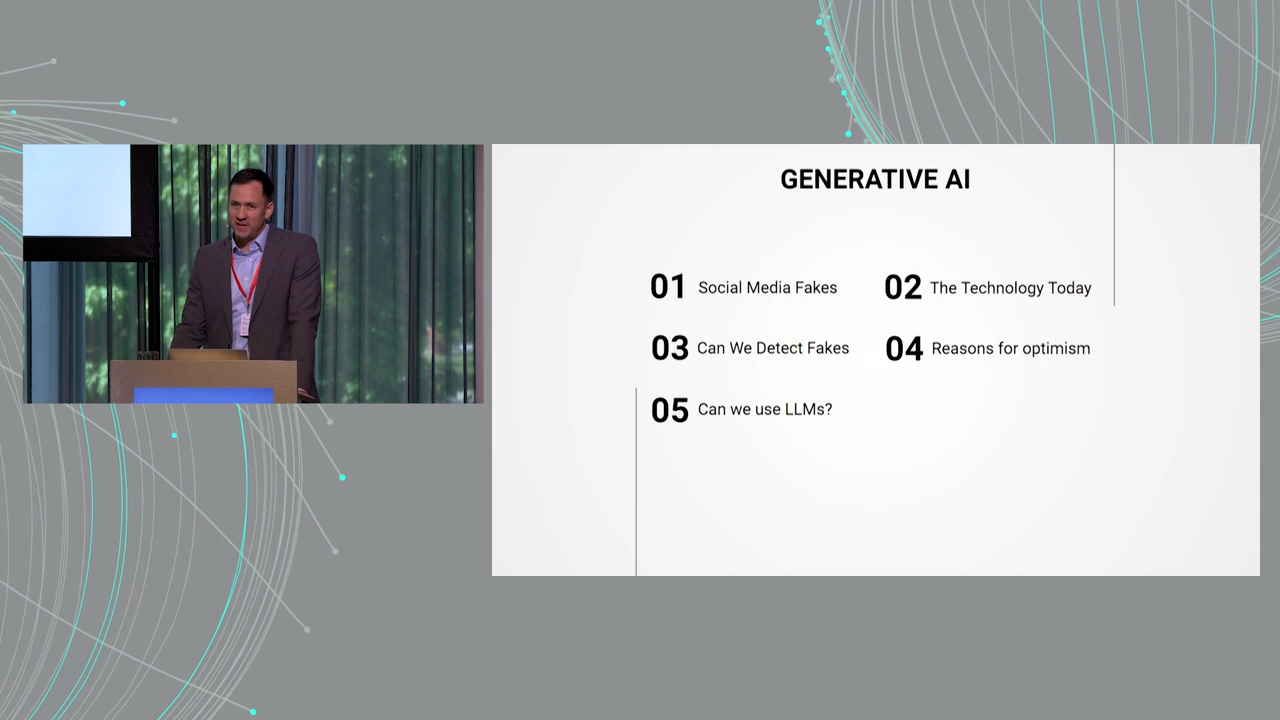 GENERATIVE AI
01 Social Media Fakes
02 The Technology Today
03 Can We Detect Fakes
04 Reasons for optimism
05 Can we use LLMs?